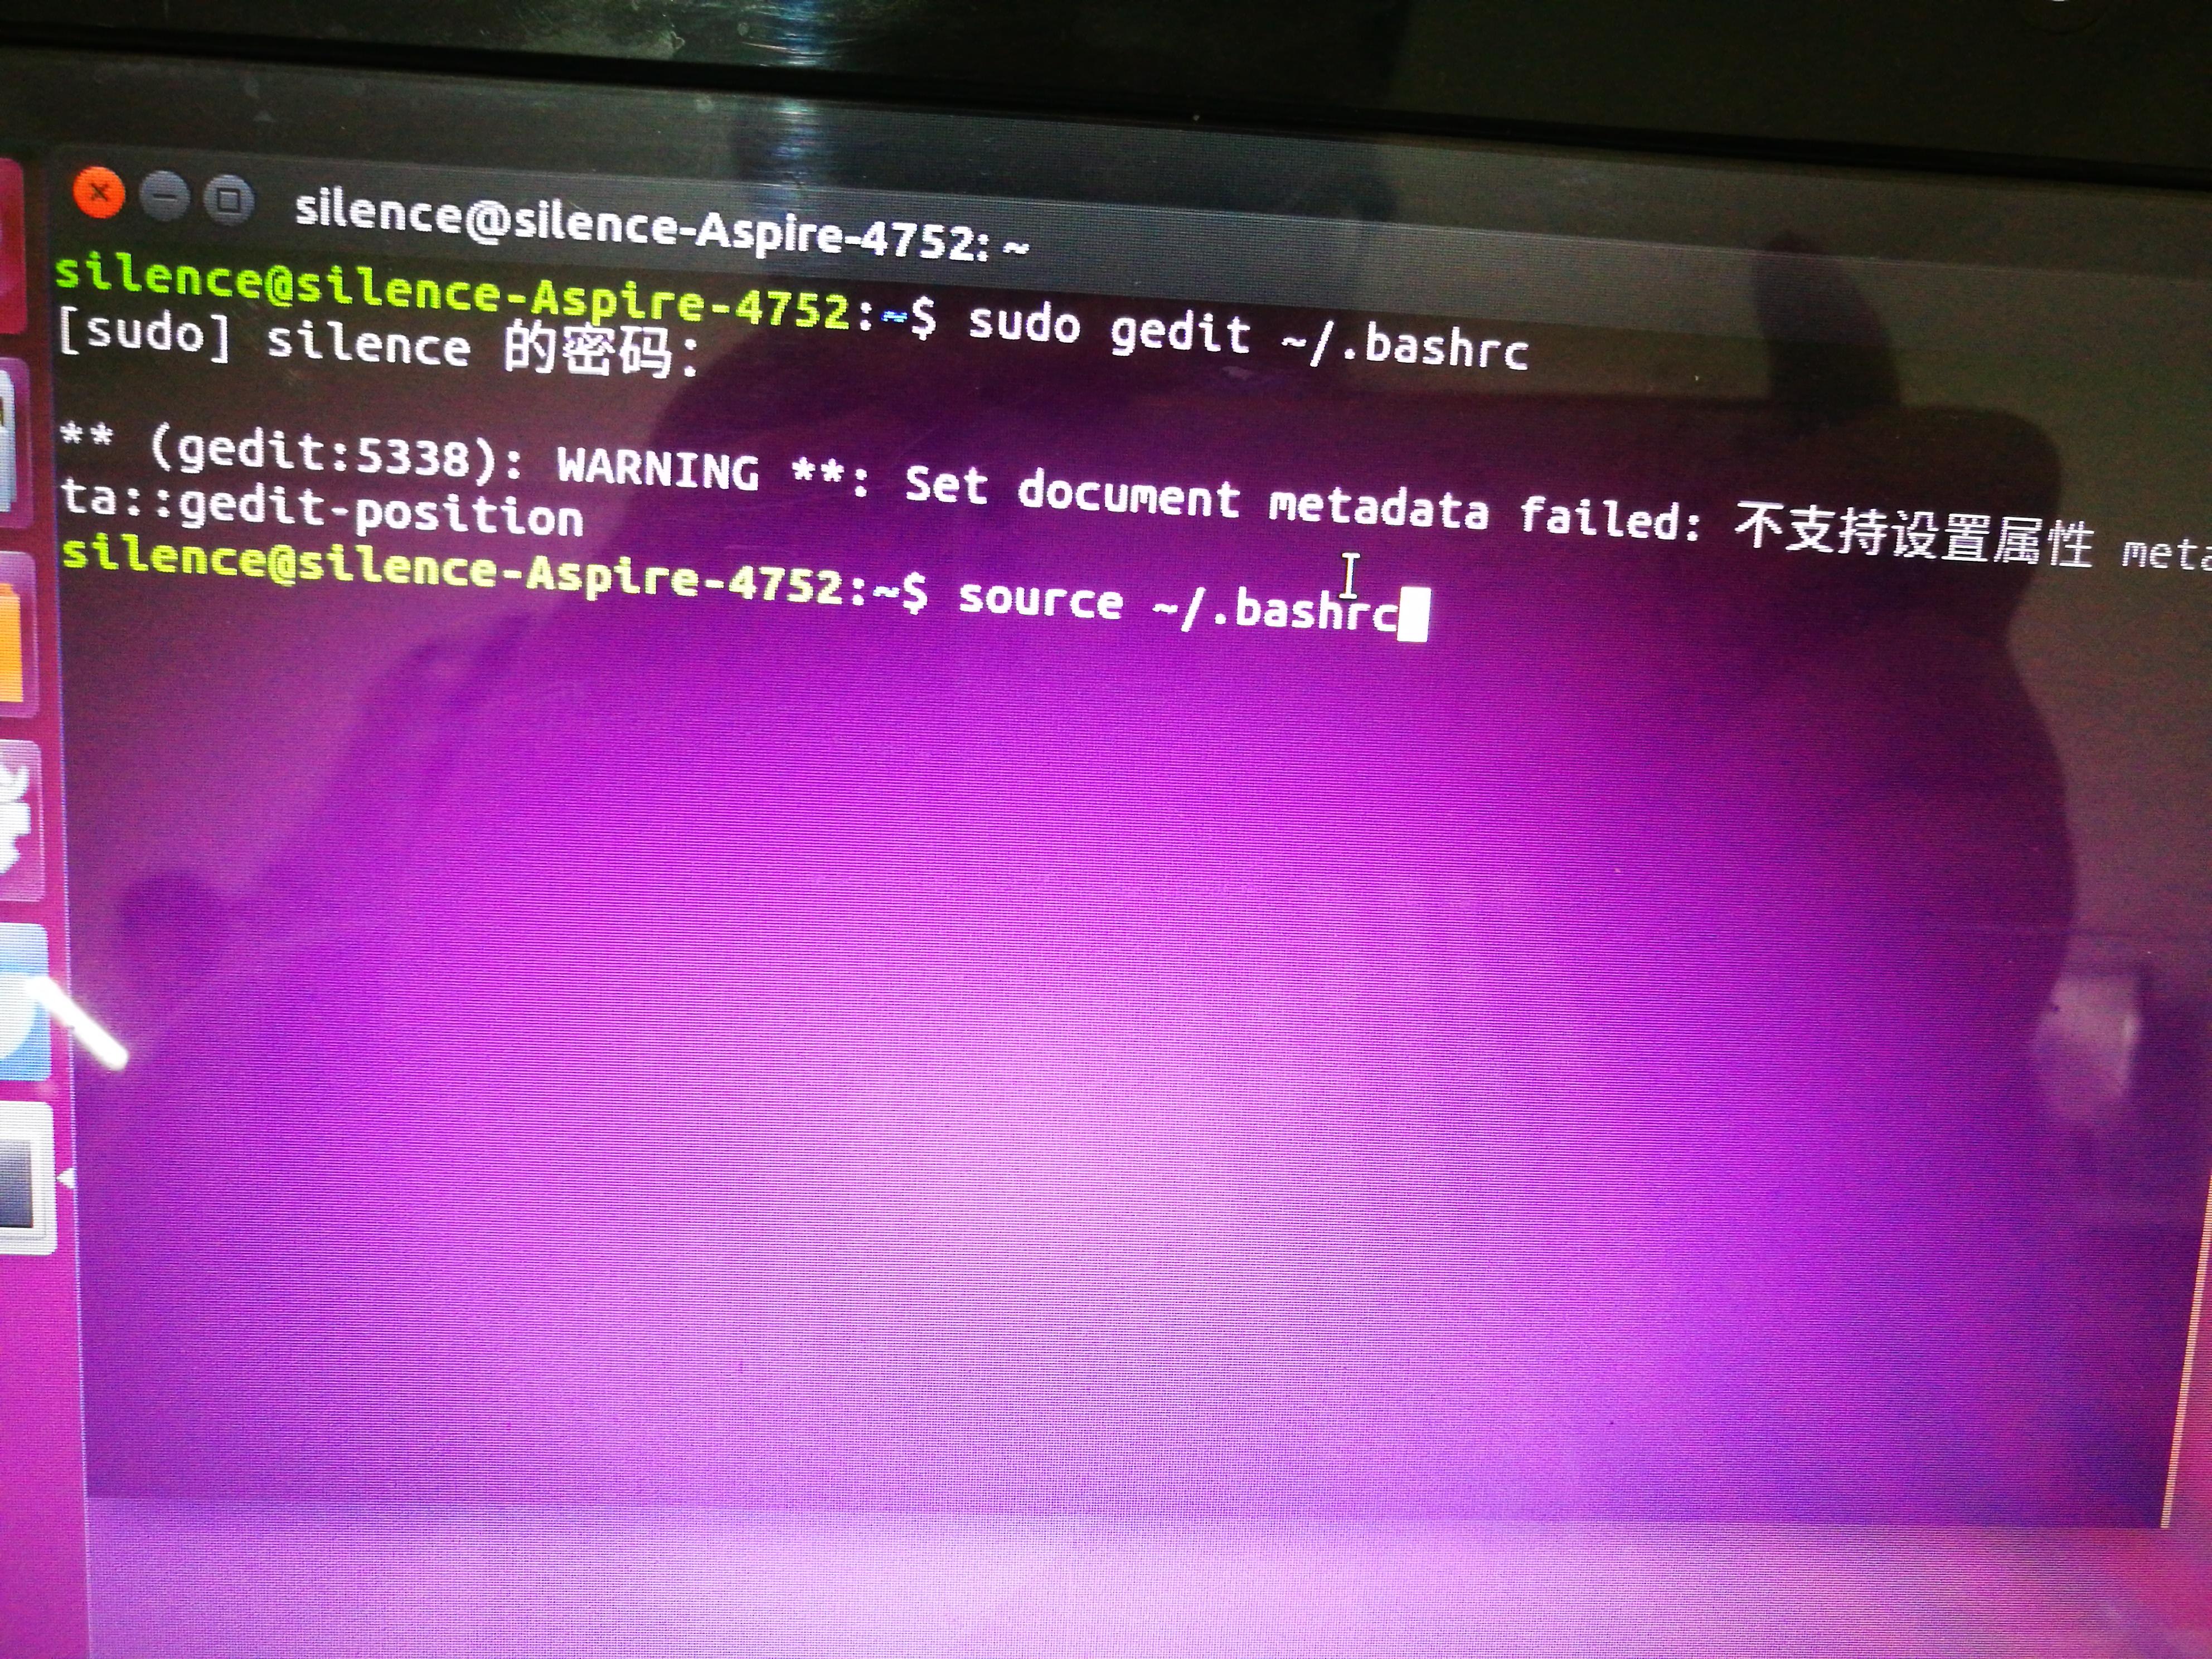 silence@silence-Aspire-4752: ~
silence@silence-Aspire-4752:~$ sudo gedit ~/.bashrc
[sudo] silence 的密码:
** (gedit:5338): WARNING **: Set document metadata failed: 不支持设置属性 meta
ta::gedit-position
silence@silence-Aspire-4752:~$ source ~/.bashrc